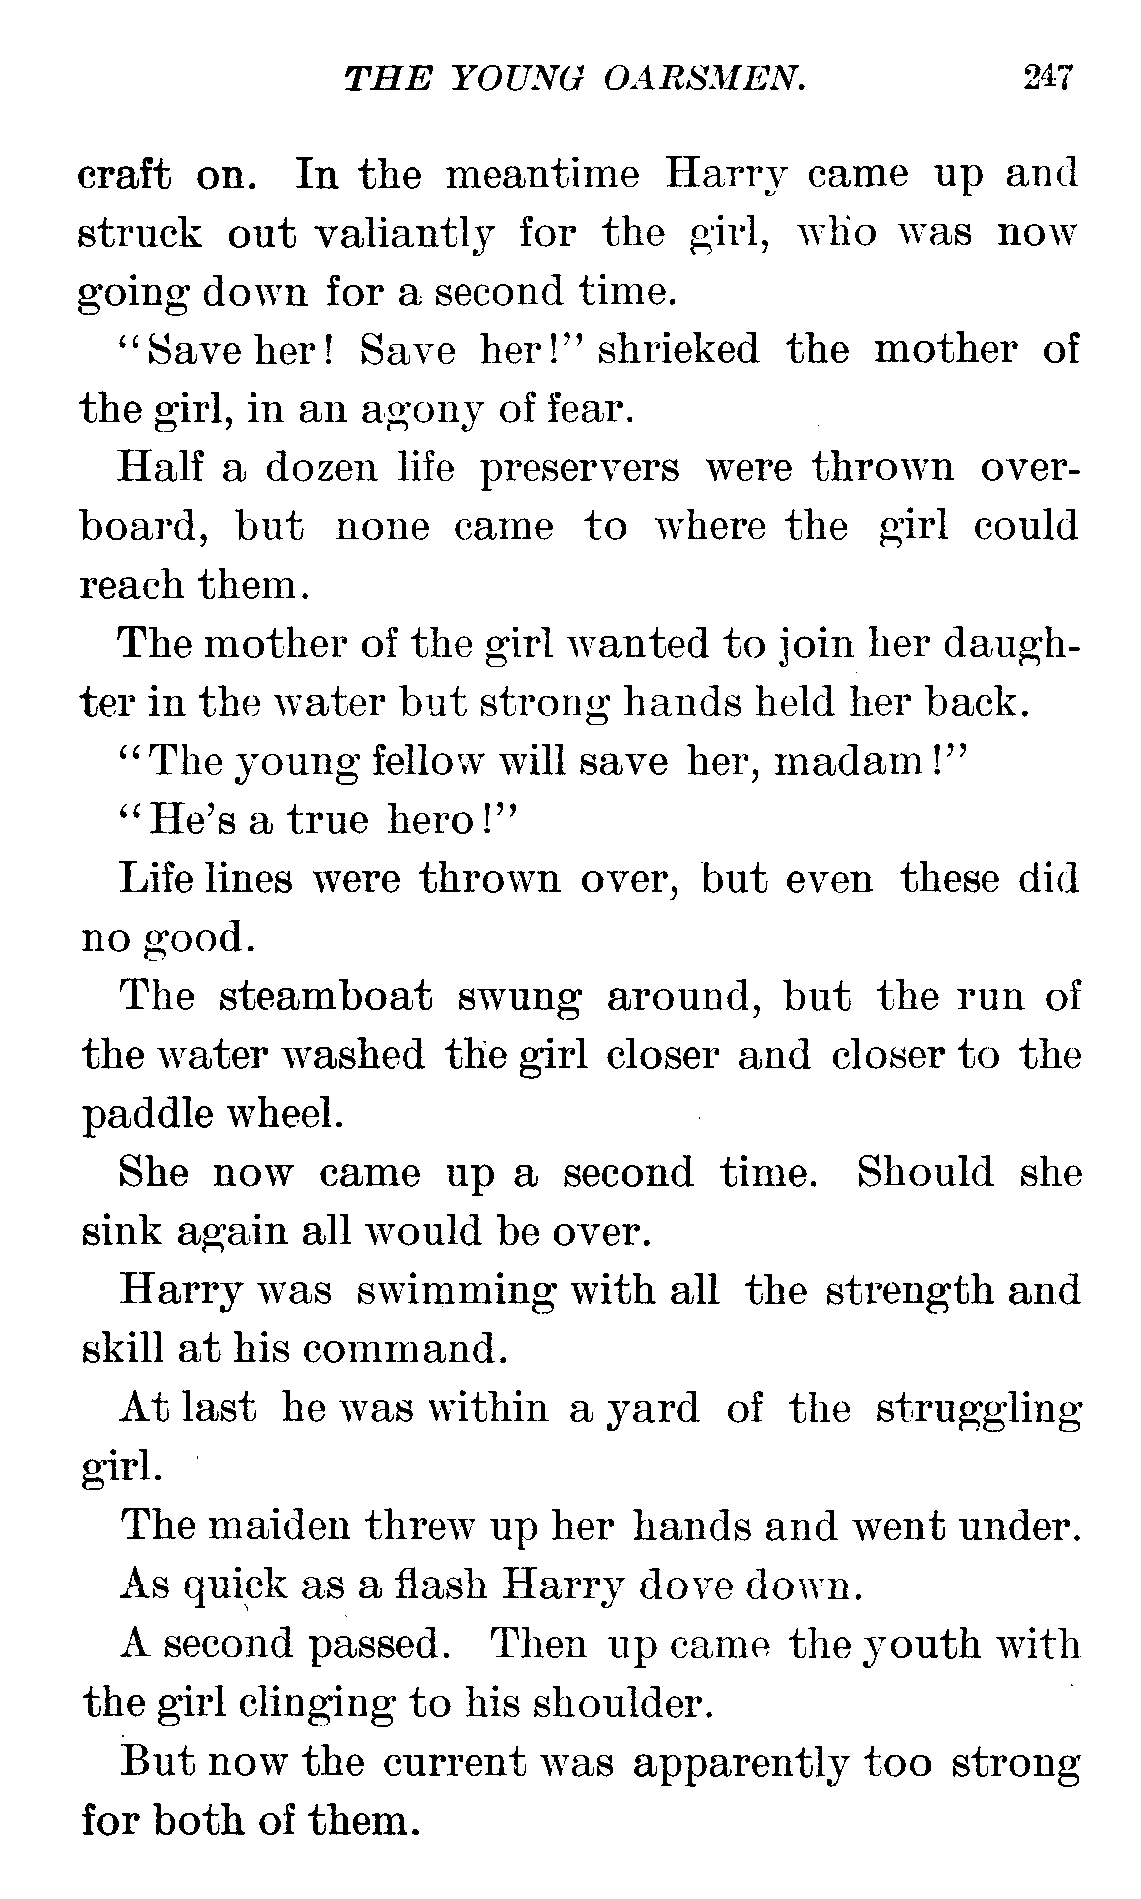 THE YOUNG OARSMEN. 247
craft on. In the meantime Harry came up and
struck out valiantly for the girl, who was now
going down for a second time.
"Save her! Save her!" shrieked the mother of
the girl, in an agony of fear.
Half a dozen life preservers were thrown over-
board, but none came to where the girl could
reach them.
The mother of the girl wanted to join her daugh-
ter in the water but strong hands held her back.
"The young fellow will save her, madam!"
"He's a true hero!"
Life lines were thrown over, but even these did
no good.
The steamboat swung around, but the run of
the water washed the girl closer and closer to the
paddle wheel.
She now came up a second time. Should she
sink again all would be over.
Harry was swimming with all the strength and
skill at his command.
At last he was within a yard of the struggling
girl.
The maiden threw up her hands and went under.
As quick as a flash Harry dove down.
A second passed. Then up came the youth with
the girl clinging to his shoulder.
But now the current was apparently too strong
for both of them.